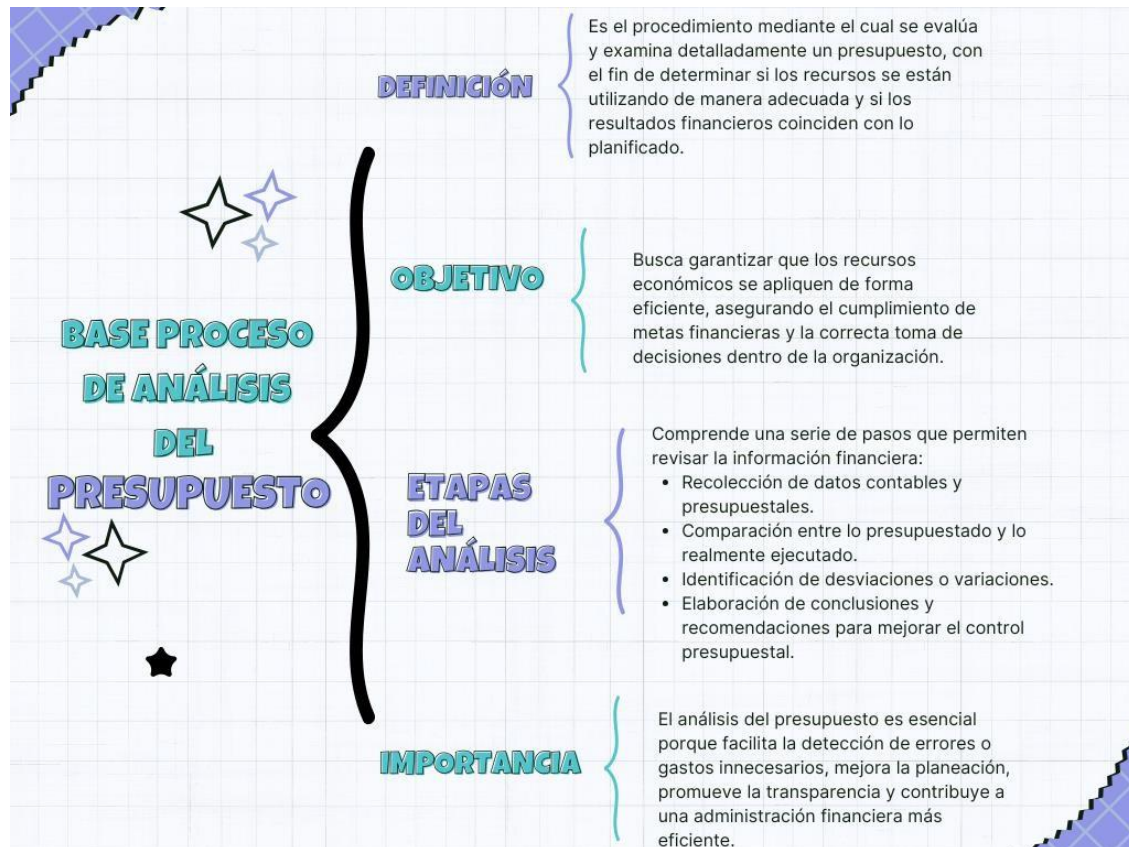 BASE PROCESO
DE ANÁLISIS
DEL
PRESUPUESTO
DEFINICIÓN
Es el procedimiento mediante el cual se evalúa
y examina detalladamente un presupuesto, con
el fin de determinar si los recursos se están
utilizando de manera adecuada y si los
resultados financieros coinciden con lo
planificado.
OBJETIVO
Busca garantizar que los recursos
económicos se apliquen de forma
eficiente, asegurando el cumplimiento de
metas financieras y la correcta toma de
decisiones dentro de la organización.
ETAPAS
DEL
ANÁLISIS
Comprende una serie de pasos que permiten
revisar la información financiera:
• Recolección de datos contables y
presupuestales.
• Comparación entre lo presupuestado y lo
realmente ejecutado.
• Identificación de desviaciones o variaciones.
• Elaboración de conclusiones y
recomendaciones para mejorar el control
presupuestal.
IMPORTANCIA
El análisis del presupuesto es esencial
porque facilita la detección de errores o
gastos innecesarios, mejora la planeación,
promueve la transparencia y contribuye a
una administración financiera más
eficiente.